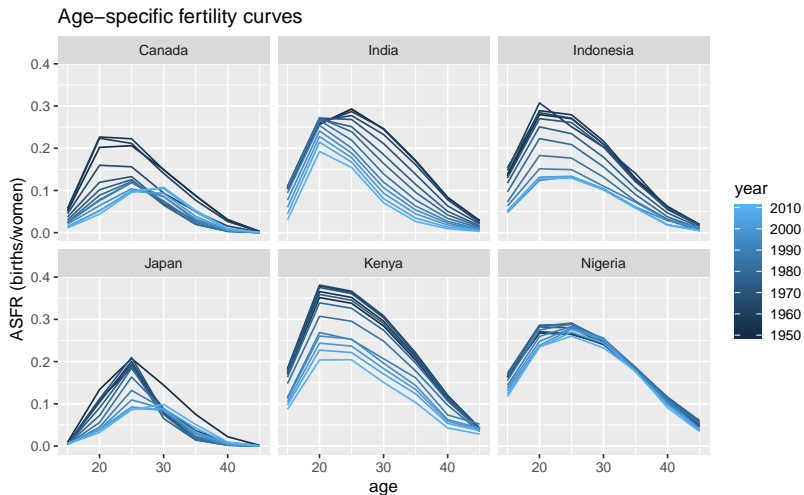 Age−specific fertility curves
Canada
India
Indonesia
0.4
0.3
0.2
0.1
0.0
Japan
Kenya
Nigeria
0.4
0.3
0.2
0.1
0.0
20
30
40
20
30
40
20
30
40
age
ASFR (births/women)
year
2010
2000
1990
1980
1970
1960
1950